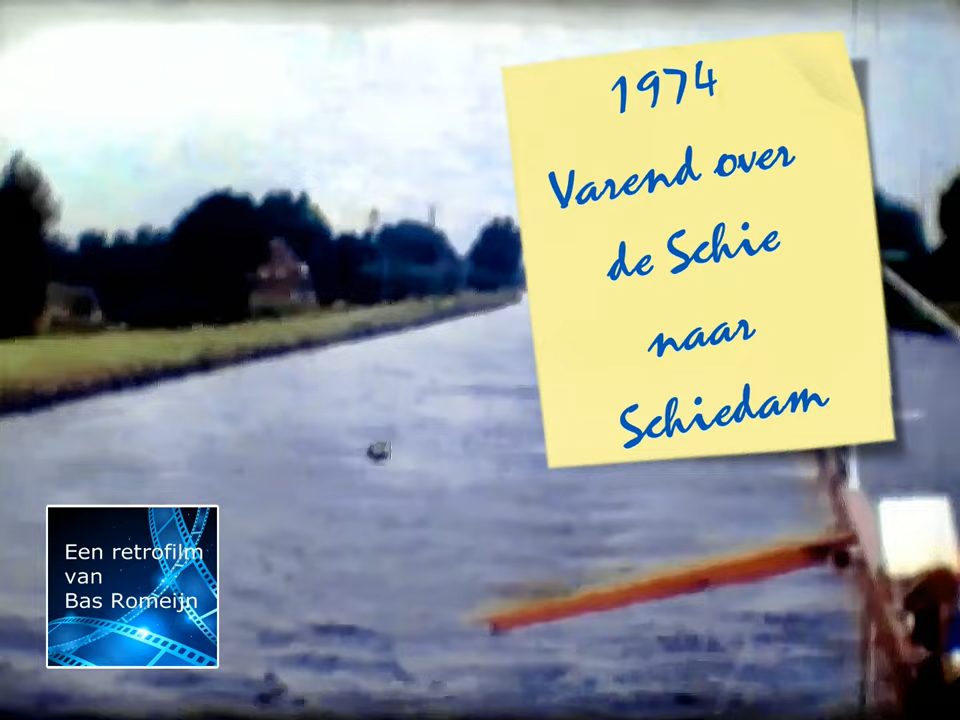 1974
Varend over
de Schie
naar
Schiedam
Een retrofilm
van
Bas Romeijn